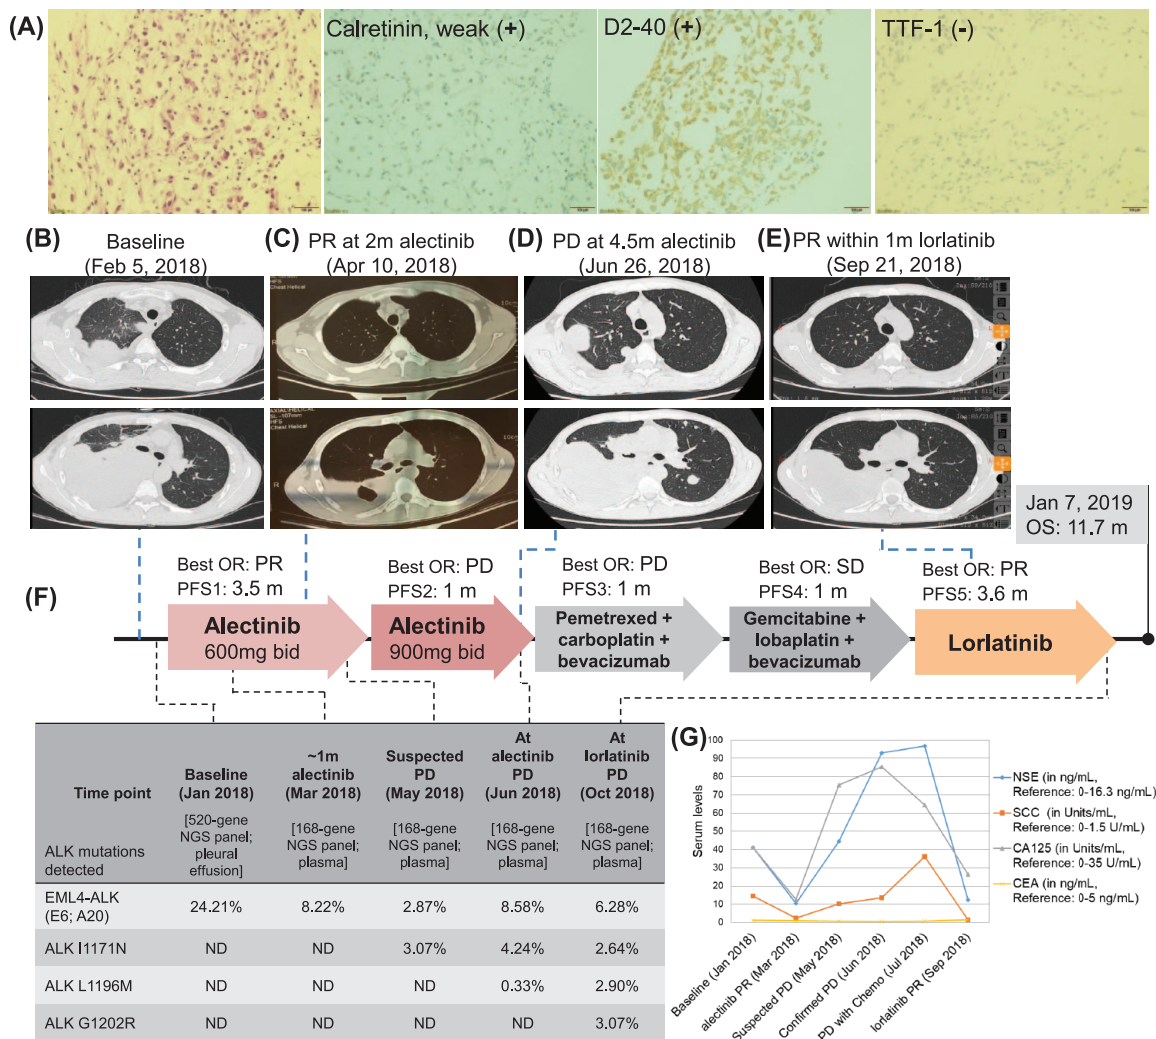 (A)
Calretinin, weak (+)
D2-40 (+)
TTF-1 (-)
(B)
Baseline
(Feb 5, 2018)
(C)
PR at 2m alectinib
(Apr 10, 2018)
(D)
PD at 4.5m alectinib
(Jun 26, 2018)
(E)
PR within 1m lorlatinib
(Sep 21, 2018)
HFS
Chest Helical
10cm
R
AXIAL HELICAL
HFS
Chest Helical
R
Jan 7, 2019
OS: 11.7 m
(F)
Best OR: PR
PFS1: 3.5 m
Best OR: PD
PFS2: 1 m
Best OR: PD
PFS3: 1 m
Best OR: SD
PFS4: 1 m
Best OR: PR
PFS5: 3.6 m
Alectinib
600mg bid
Alectinib
900mg bid
Pemetrexed +
carboplatin +
bevacizumab
Gemcitabine +
lobaplatin +
bevacizumab
Lorlatinib
Time point
Baseline
(Jan 2018)
~1m
alectinib
(Mar 2018)
Suspected
PD
(May 2018)
At
alectinib
PD
(Jun 2018)
At
lorlatinib
PD
(Oct 2018)
ALK mutations
detected
[520-gene
NGS panel;
pleural
effusion]
[168-gene
NGS panel;
plasma]
[168-gene
NGS panel;
plasma]
[168-gene
NGS panel;
plasma]
[168-gene
NGS panel;
plasma]
EML4-ALK
(E6; A20)
24.21% 8.22% 2.87% 8.58% 6.28%
ALK I1171N ND ND 3.07% 4.24% 2.64%
ALK L1196M ND ND ND 0.33% 2.90%
ALK G1202R ND ND ND ND 3.07%
(G)
Serum levels
100
90
80
70
60
50
40
30
20
10
0
Baseline (Jan 2018)
alectinib PR (Mar 2018)
Suspected PD (May 2018)
Confirmed PD (Jun 2018)
PD with Chemo (Jul 2018)
lorlatinib PR (Sep 2018)
NSE (in ng/mL,
Reference: 0-16.3 ng/mL)
SCC (in Units/mL,
Reference: 0-1.5 U/mL)
CA125 (in Units/mL,
Reference: 0-35 U/mL)
CEA (in ng/mL,
Reference: 0-5 ng/mL)